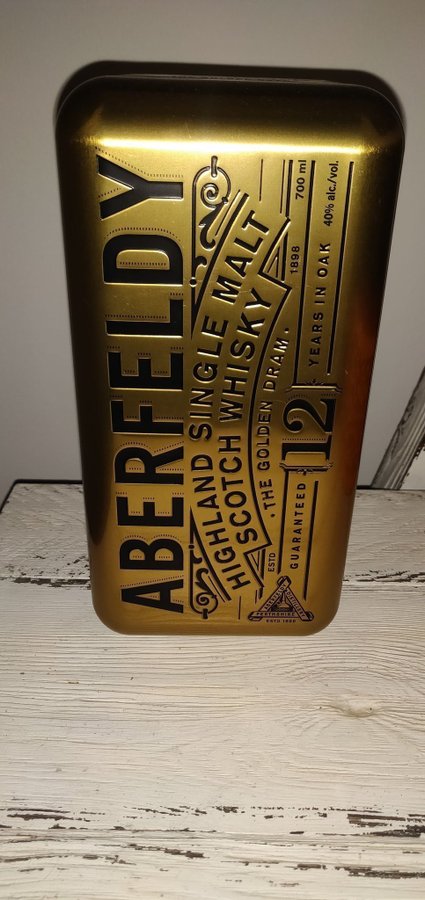 ABERFELDY
HIGHLAND SINGLE MALT
SCOTCH WHISKY
ESTD 1898
· THE GOLDEN DRAM ·
GUARANTEED 12 YEARS IN OAK
700 ml
40% alc./vol.